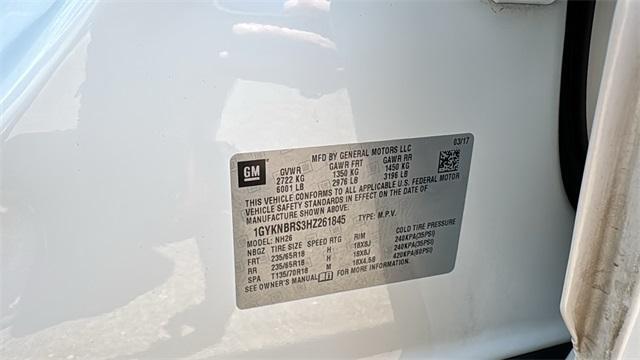 03/17
GM
MFD BY GENERAL MOTORS LLC
GVWR GAWR FRT GAWR RR
2722 KG 1350 KG 1450 KG
6001 LB 2976 LB 3196 LB
THIS VEHICLE CONFORMS TO ALL APPLICABLE U.S. FEDERAL MOTOR
VEHICLE SAFETY STANDARDS IN EFFECT ON THE DATE OF
MANUFACTURE SHOWN ABOVE.
1GYKNBRS3HZ261845 TYPE: M.P.V.
MODEL: NH26
NBGZ TIRE SIZE SPEED RTG RIM COLD TIRE PRESSURE
FRT 235/65R18 H 18X8J 240KPA(35PSI)
RR 235/65R18 H 18X8J 240KPA(35PSI)
SPA T135/70R18 M 18X4.5B 420KPA(60PSI)
SEE OWNER'S MANUAL FOR MORE INFORMATION.